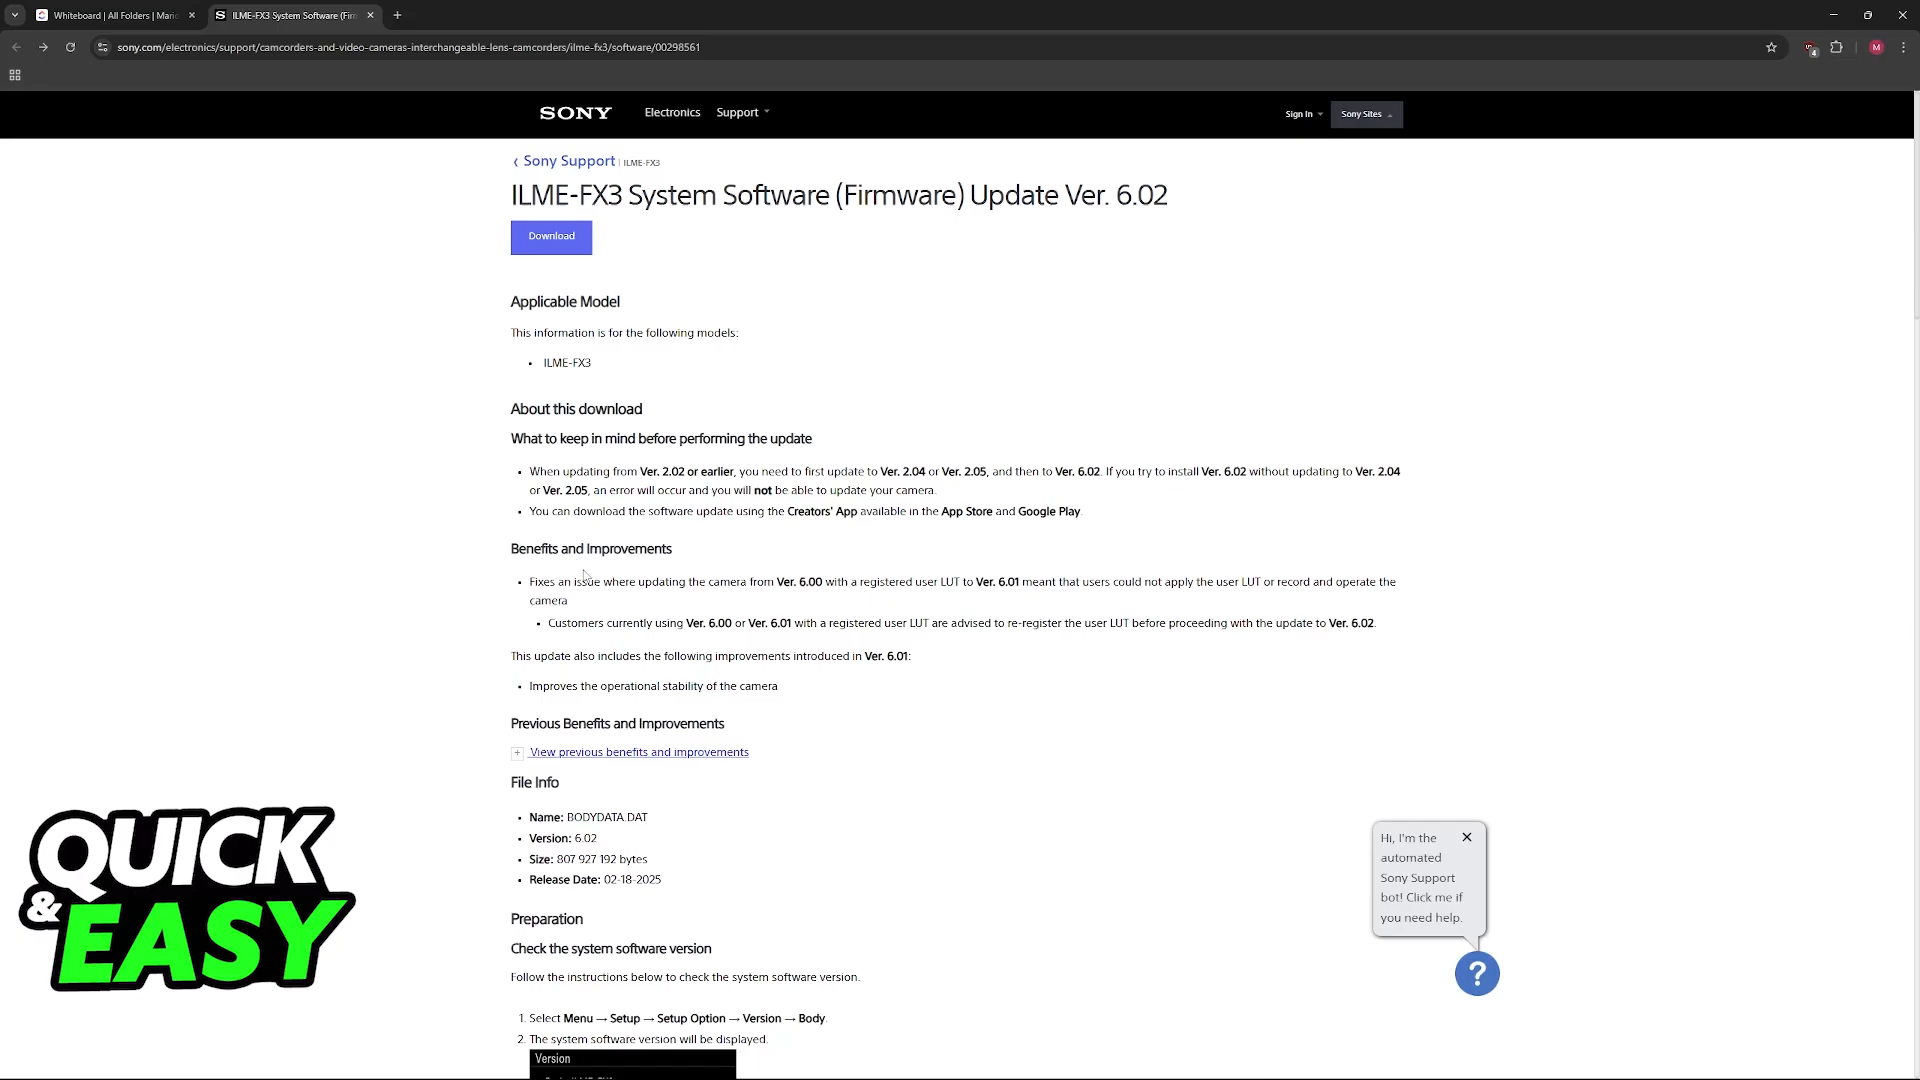 Whiteboard | All Folders | Mario
ILME-FX3 System Software (Firm
sony.com/electronics/support/camcorders-and-video-cameras-interchangeable-lens-camcorders/ilme-fx3/software/00298561
4
M
SONY
Electronics
Support
Sign In
Sony Sites
‹ Sony Support | ILME-FX3
ILME-FX3 System Software (Firmware) Update Ver. 6.02
Download
Applicable Model
This information is for the following models:
• ILME-FX3
About this download
What to keep in mind before performing the update
• When updating from Ver. 2.02 or earlier, you need to first update to Ver. 2.04 or Ver. 2.05, and then to Ver. 6.02. If you try to install Ver. 6.02 without updating to Ver. 2.04
or Ver. 2.05, an error will occur and you will not be able to update your camera.
• You can download the software update using the Creators' App available in the App Store and Google Play.
Benefits and Improvements
• Fixes an issue where updating the camera from Ver. 6.00 with a registered user LUT to Ver. 6.01 meant that users could not apply the user LUT or record and operate the
camera
• Customers currently using Ver. 6.00 or Ver. 6.01 with a registered user LUT are advised to re-register the user LUT before proceeding with the update to Ver. 6.02.
This update also includes the following improvements introduced in Ver. 6.01:
• Improves the operational stability of the camera
Previous Benefits and Improvements
+ View previous benefits and improvements
File Info
• Name: BODYDATA.DAT
• Version: 6.02
• Size: 807 927 192 bytes
• Release Date: 02-18-2025
Preparation
Check the system software version
Follow the instructions below to check the system software version.
1. Select Menu → Setup → Setup Option → Version → Body.
2. The system software version will be displayed.
Version
QUICK
& EASY
Hi, I'm the
automated
Sony Support
bot! Click me if
you need help.
?